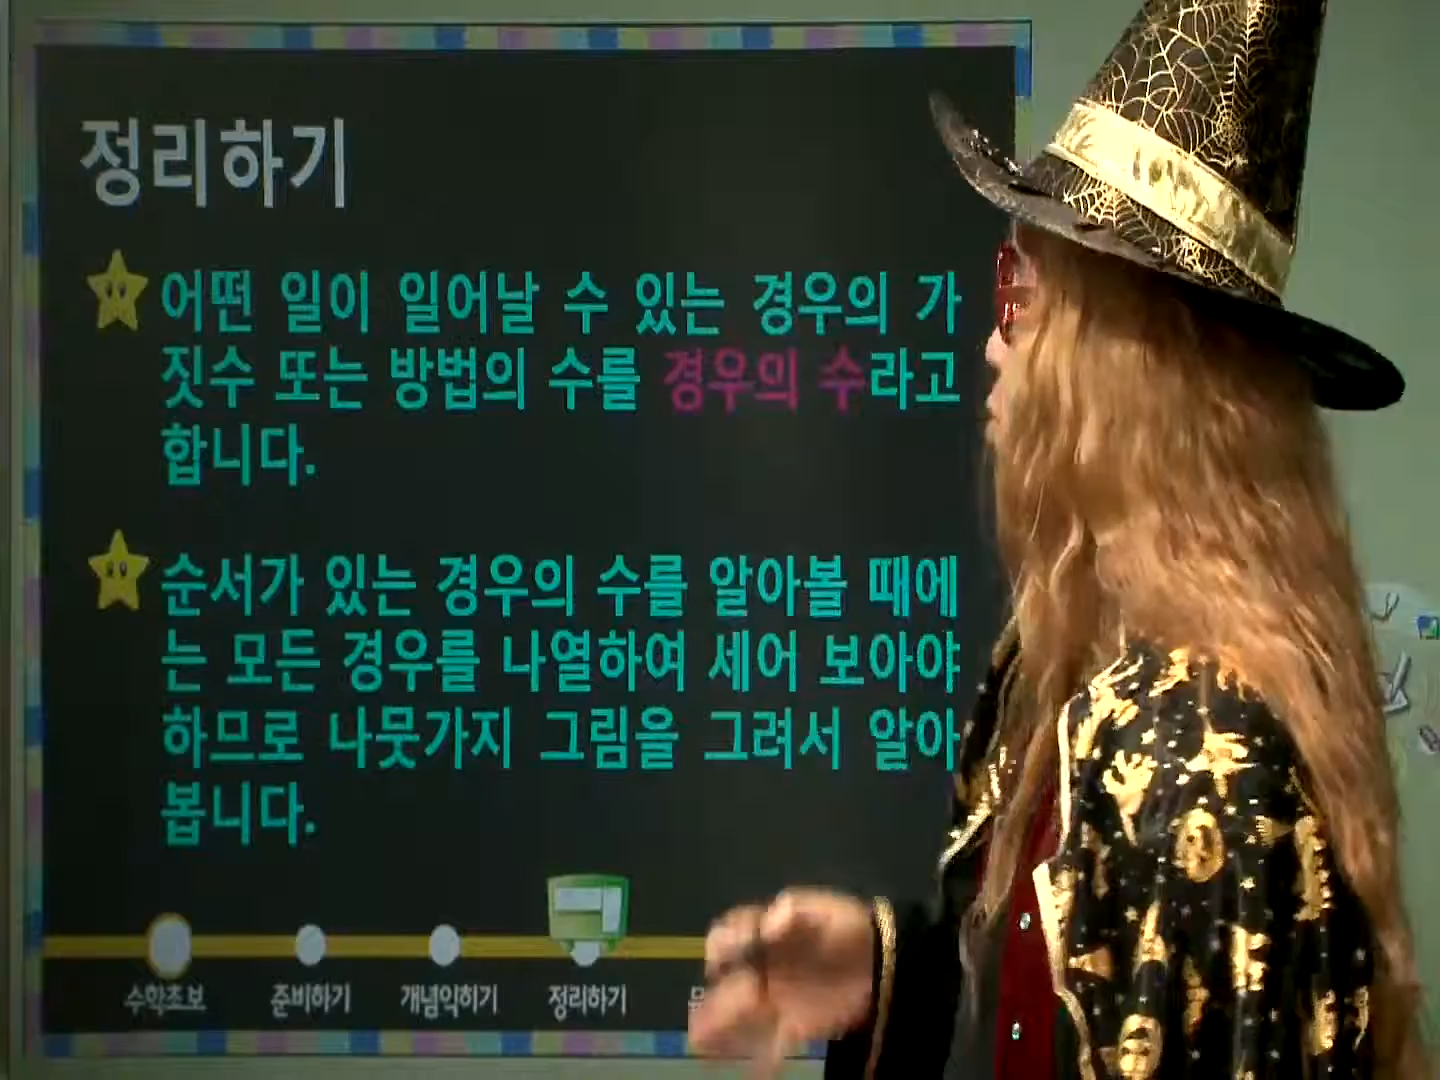 정리하기
어떤 일이 일어날 수 있는 경우의 가
짓수 또는 방법의 수를 경우의 수라고
합니다.
순서가 있는 경우의 수를 알아볼 때에
는 모든 경우를 나열하여 세어 보아야
하므로 나뭇가지 그림을 그려서 알아
봅니다.
수학초보 준비하기 개념익히기 정리하기